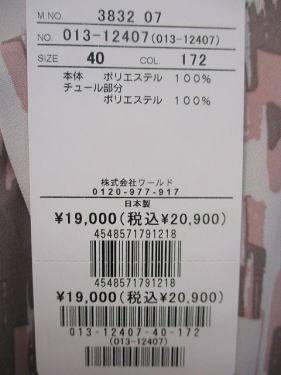 M NO. 3832 07
NO. 013-12407(013-12407)
SIZE 40 COL. 172
本体 ポリエステル 100%
チュール部分
ポリエステル 100%
株式会社ワールド
0120-977-917
日本製
¥19,000(税込¥20,900)
4548571791218
¥19,000(税込¥20,900)
4548571791218
013-12407-40-172
(013-12407)